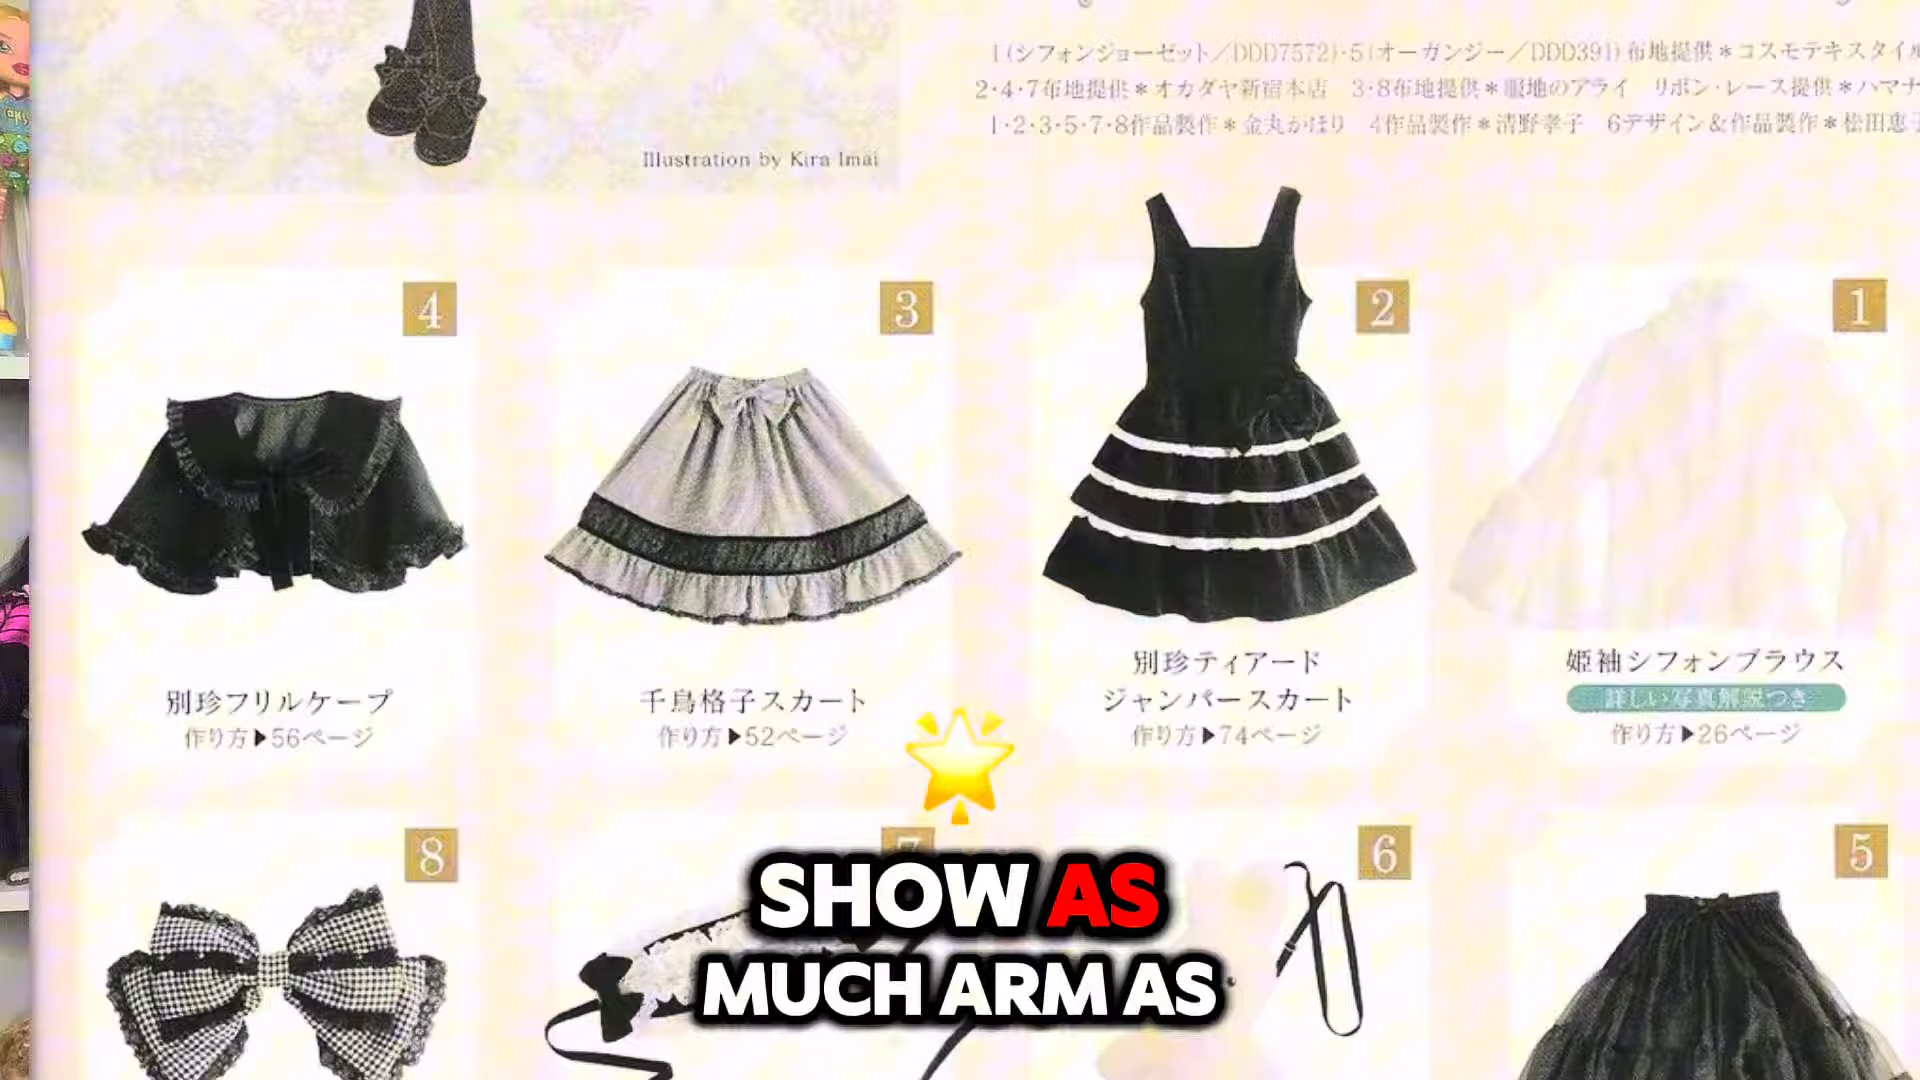 1(シフォンジョーゼット／DDD7572)・5(オーガンジー／DDD391)布地提供＊コスモテキスタイル
2・4・7布地提供＊オカダヤ新宿本店 3・8布地提供＊服地のアライ リボン・レース提供＊ハマナ
1・2・3・5・7・8作品製作＊金丸かほり 4作品製作＊清野孝子 6デザイン＆作品製作＊松田恵子
Illustration by Kira Imai
4
3
2
1
別珍フリルケープ
作り方▶56ページ
千鳥格子スカート
作り方▶52ページ
別珍ティアード
ジャンパースカート
作り方▶74ページ
姫袖シフォンブラウス
詳しい写真解説つき
作り方▶26ページ
8
7
6
5
SHOW AS
MUCH ARM AS